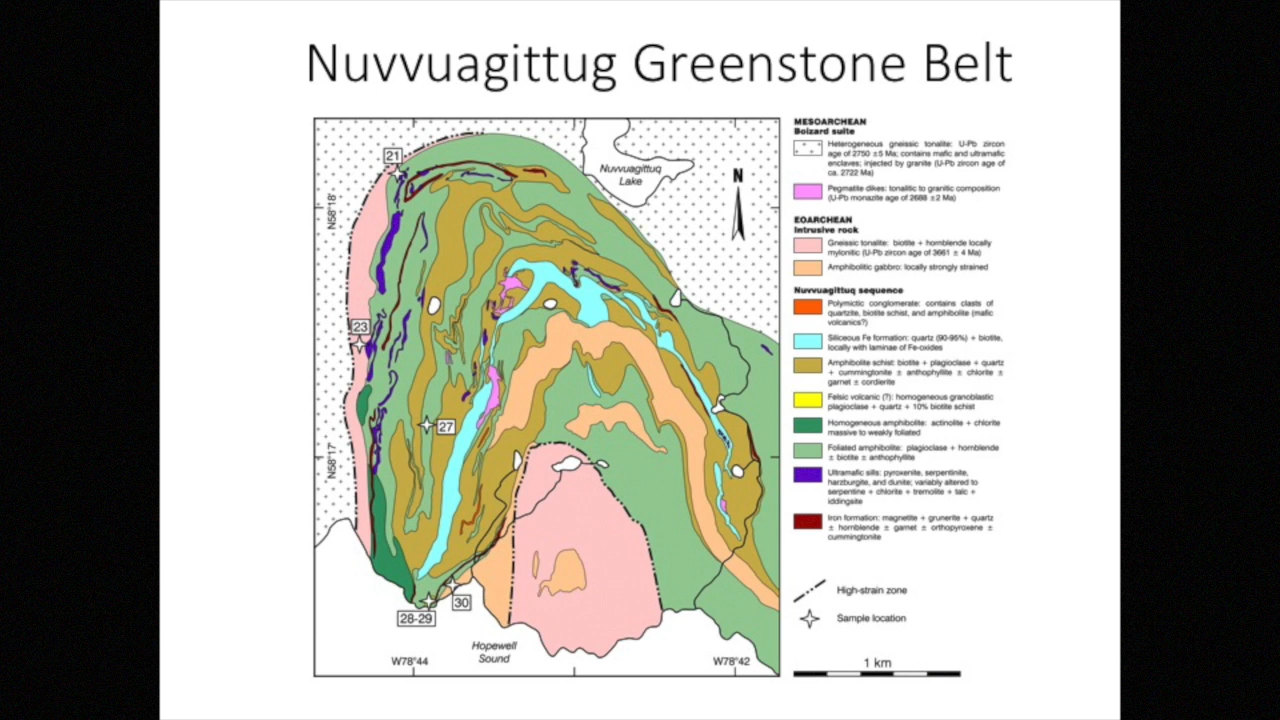 Nuvvuagittug Greenstone Belt
21
23
27
28-29
30
Nuvvuagittuq
Lake
N
N58°18'
N58°17'
W78°44'
W78°42'
Hopewell
Sound
MESOARCHEAN
Boizard suite
Heterogeneous gneissic tonalite: U-Pb zircon
age of 2750 ±5 Ma; contains mafic and ultramafic
enclaves; injected by granite (U-Pb zircon age of
ca. 2722 Ma)
Pegmatite dikes: tonalitic to granitic composition
(U-Pb monazite age of 2688 ±2 Ma)
EOARCHEAN
Intrusive rock
Gneissic tonalite: biotite + hornblende locally
mylonitic (U-Pb zircon age of 3661 ± 4 Ma)
Amphibolitic gabbro: locally strongly strained
Nuvvuagittuq sequence
Polymictic conglomerate: contains clasts of
quartzite, biotite schist, and amphibolite (mafic
volcanics?)
Siliceous Fe formation: quartz (90-95%) + biotite,
locally with laminae of Fe-oxides
Amphibolite schist: biotite + plagioclase + quartz
+ cummingtonite ± anthophyllite ± chlorite ±
garnet ± cordierite
Felsic volcanic (?): homogeneous granoblastic
plagioclase + quartz + 10% biotite schist
Homogeneous amphibolite: actinolite + chlorite
massive to weakly foliated
Foliated amphibolite: plagioclase + hornblende
± biotite ± anthophyllite
Ultramafic sills: pyroxenite, serpentinite,
harzburgite, and dunite; variably altered to
serpentine + chlorite + tremolite + talc +
iddingsite
Iron formation: magnetite + grunerite + quartz
± hornblende ± garnet ± orthopyroxene ±
cummingtonite
High-strain zone
Sample location
1 km